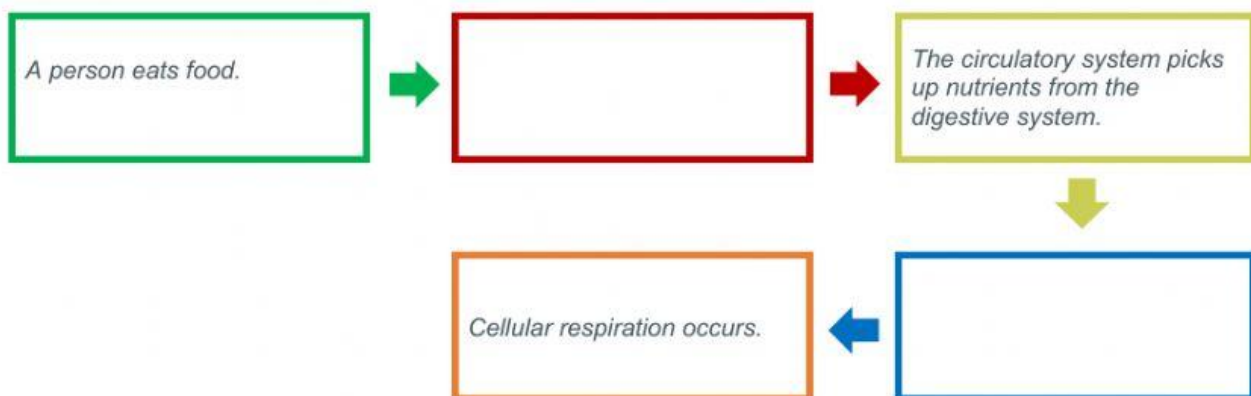 A person eats food.
The circulatory system picks
up nutrients from the
digestive system.
Cellular respiration occurs.